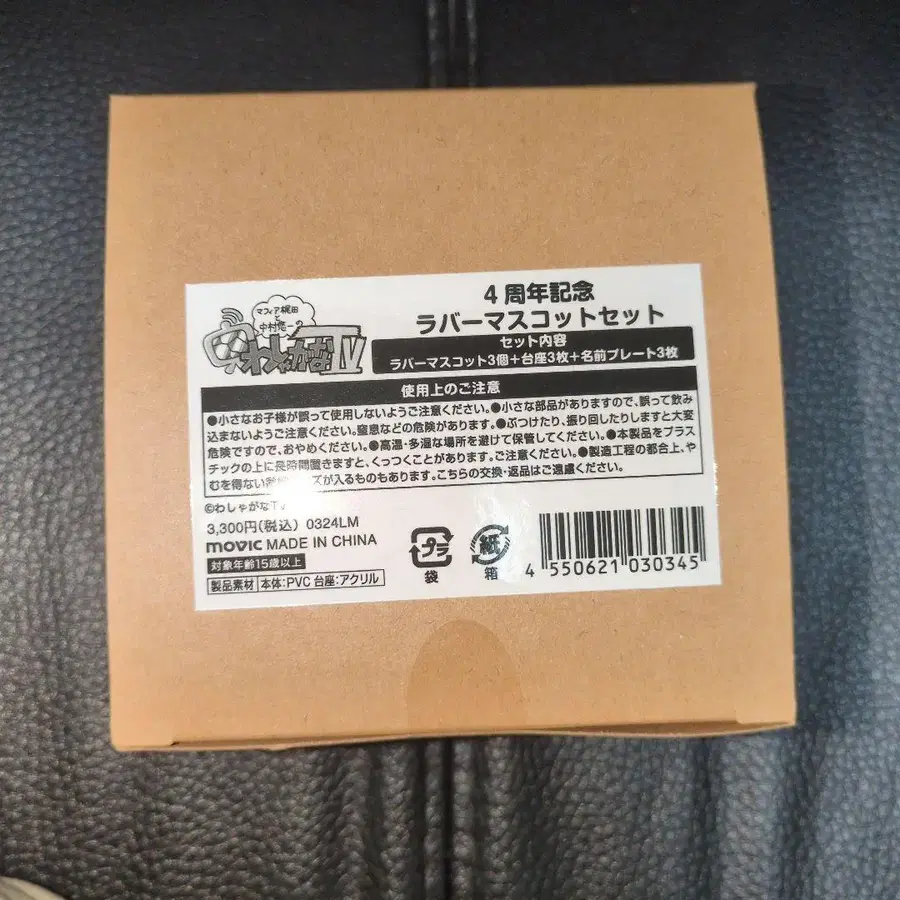 マフィア梶田
と
中村悠一の
わしゃがなTV
4周年記念
ラバーマスコットセット
セット内容
ラバーマスコット3個+台座3枚+名前プレート3枚
使用上のご注意
●小さなお子様が誤って使用しないようご注意ください。●小さな部品がありますので、誤って飲み
込まないようご注意ください。窒息などの危険があります。●ぶつけたり、振り回したりしますと大変
危険ですので、おやめください。●高温・多湿な場所を避けて保管してください。●本製品をプラス
チックの上に長時間置きますと、くっつくことがあります。ご注意ください。●製造工程の都合上、や
むを得ない ズが入るものもあります。こちらの交換・返品はご遠慮ください。
©わしゃがなTV
3,300円(税込) 0324LM
movic MADE IN CHINA
対象年齢15歳以上
製品素材 本体:PVC 台座:アクリル
プラ
袋
紙
箱
4 550621 030345